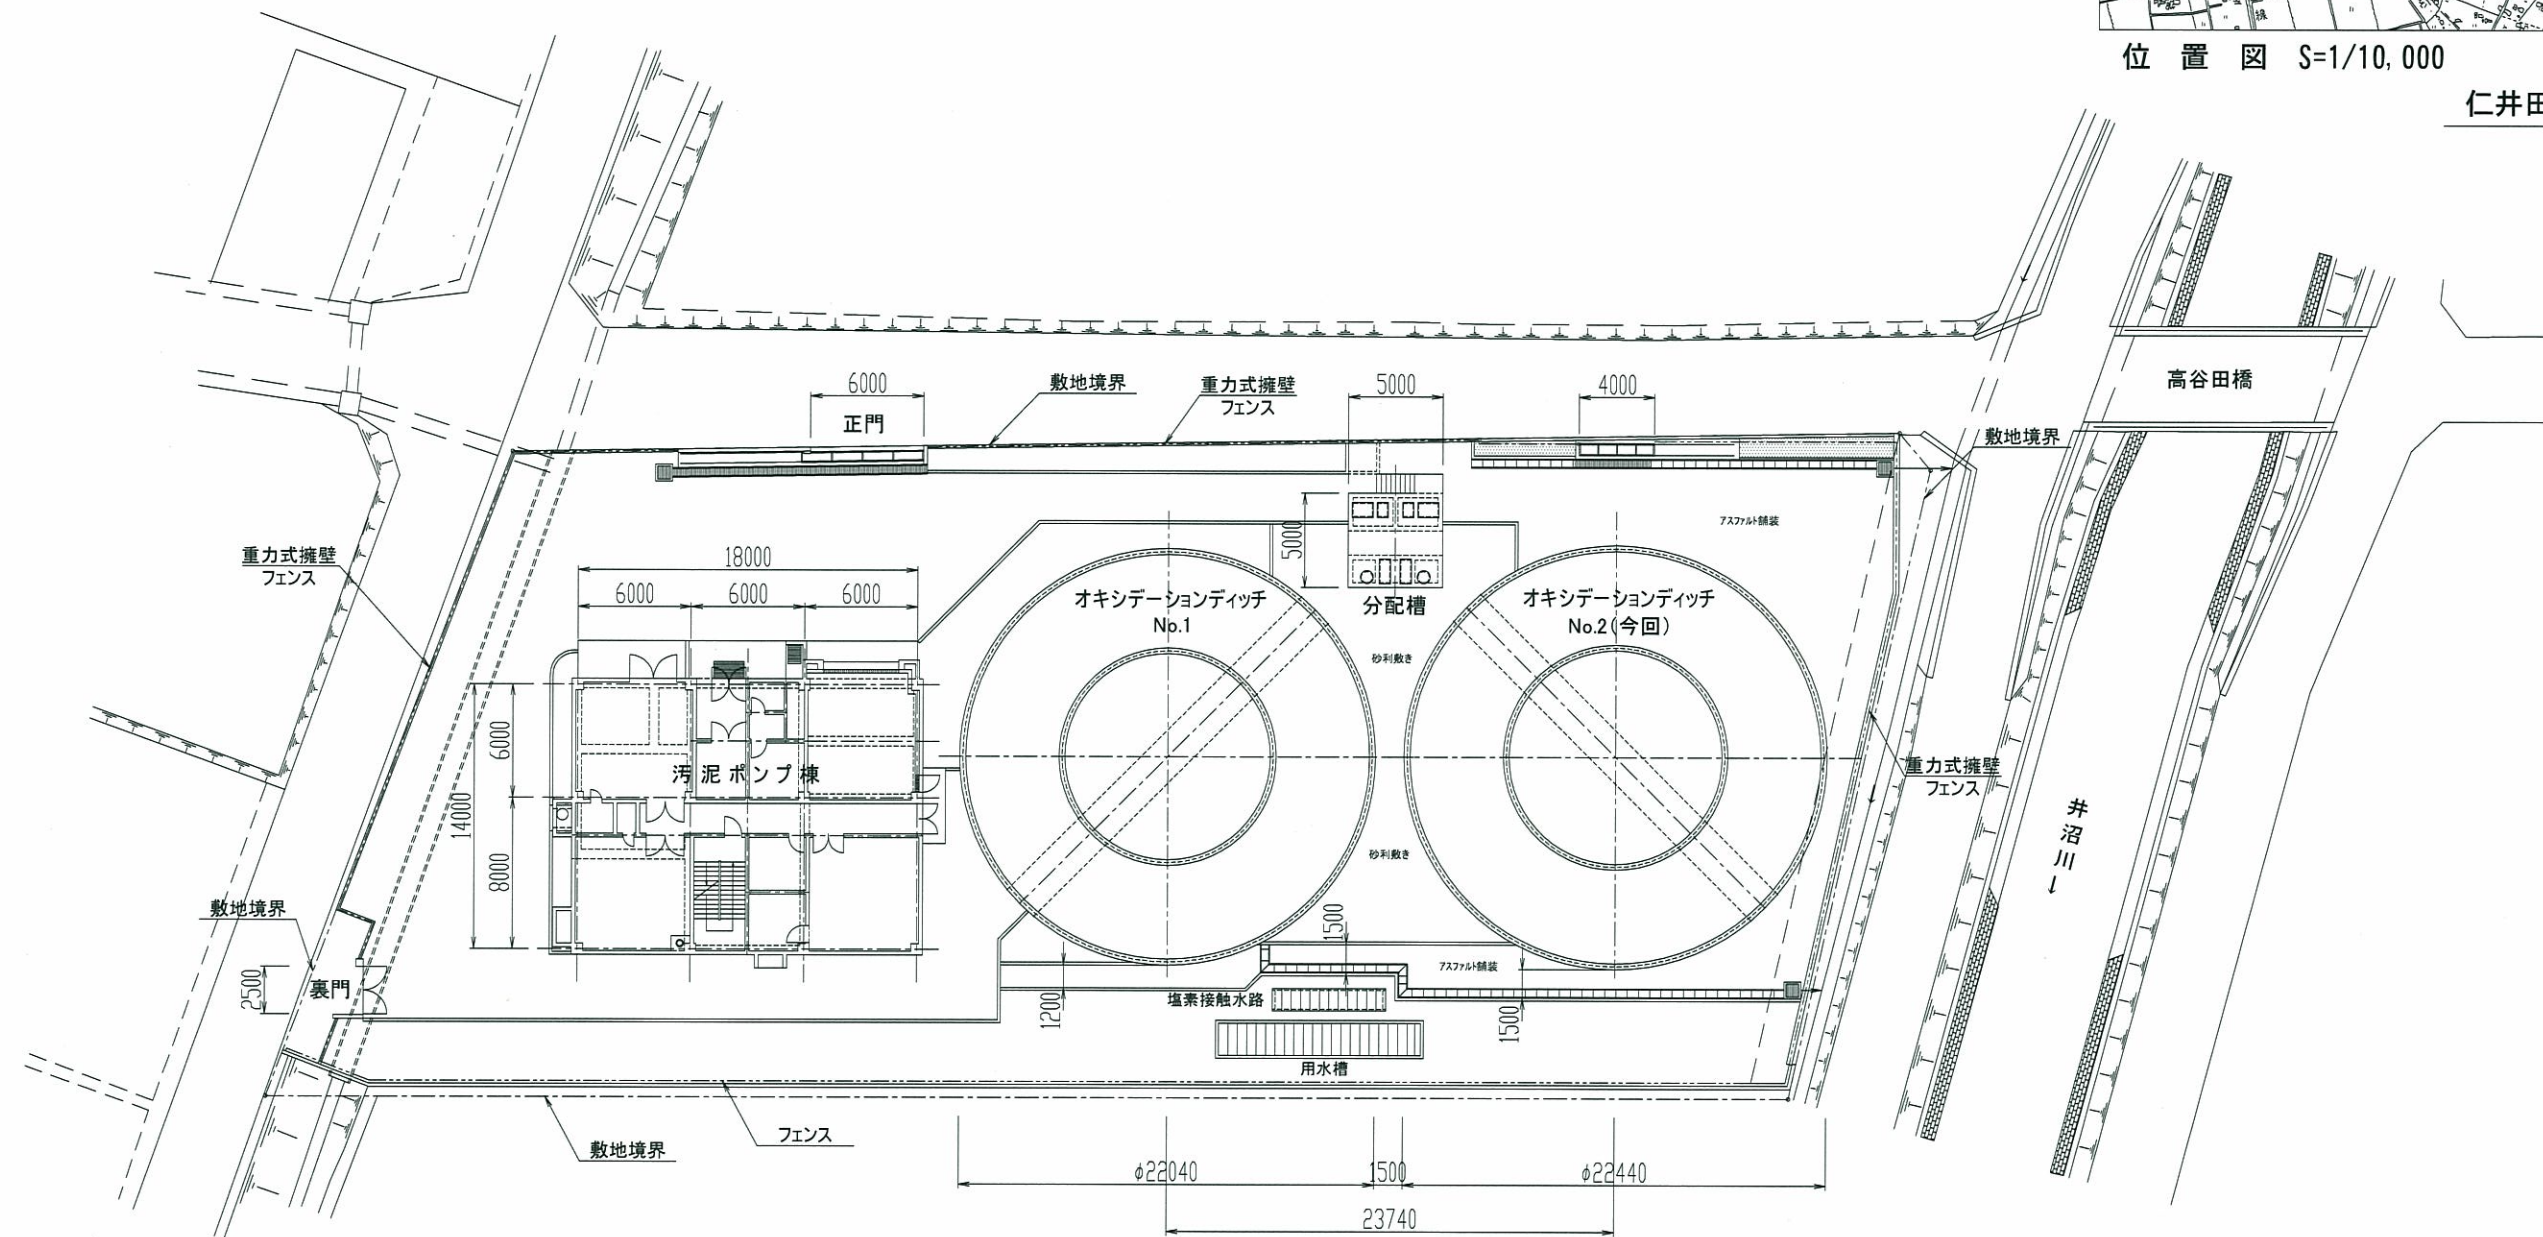 位 置 図 S=1/10,000
仁井田
高谷田橋
6000
正門
敷地境界
重力式擁壁
フェンス
5000
4000
敷地境界
アスファルト舗装
重力式擁壁
フェンス
18000
6000
6000
6000
5000
分配槽
オキシデーションディッチ
No.1
オキシデーションディッチ
No.2(今回)
砂利敷き
6000
14000
8000
汚泥ポンプ棟
砂利敷き
重力式擁壁
フェンス
井沼川
敷地境界
2500
裏門
1500
アスファルト舗装
塩素接触水路
1200
1500
用水槽
フェンス
敷地境界
φ22040
1500
φ22440
23740